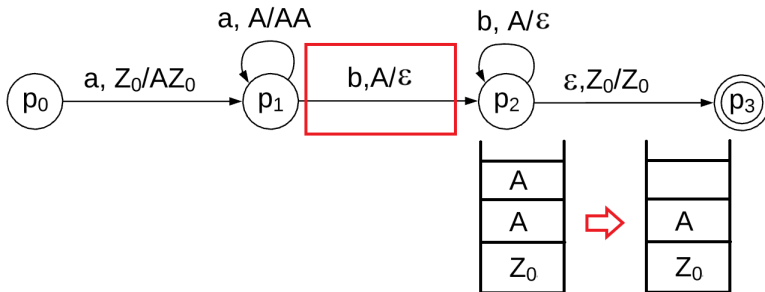 a, A/AA
b, A/ε
a, Z₀/AZ₀
b,A/ε
ε,Z₀/Z₀
p₀
p₁
p₂
p₃
A
A
A
Z₀
Z₀